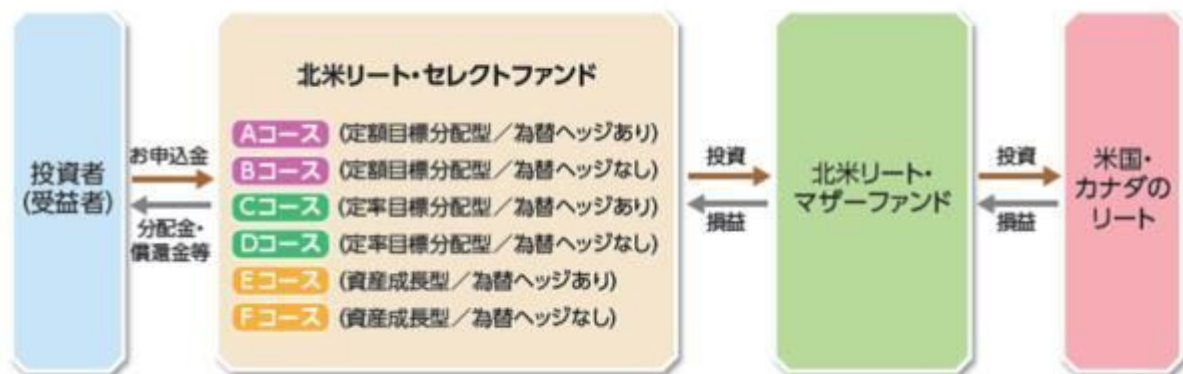 投資者
(受益者)
お申込金
分配金・
償還金等
北米リート・セレクトファンド
Aコース (定額目標分配型／為替ヘッジあり)
Bコース (定額目標分配型／為替ヘッジなし)
Cコース (定率目標分配型／為替ヘッジあり)
Dコース (定率目標分配型／為替ヘッジなし)
Eコース (資産成長型／為替ヘッジあり)
Fコース (資産成長型／為替ヘッジなし)
投資
損益
北米リート・
マザーファンド
投資
損益
米国・
カナダの
リート